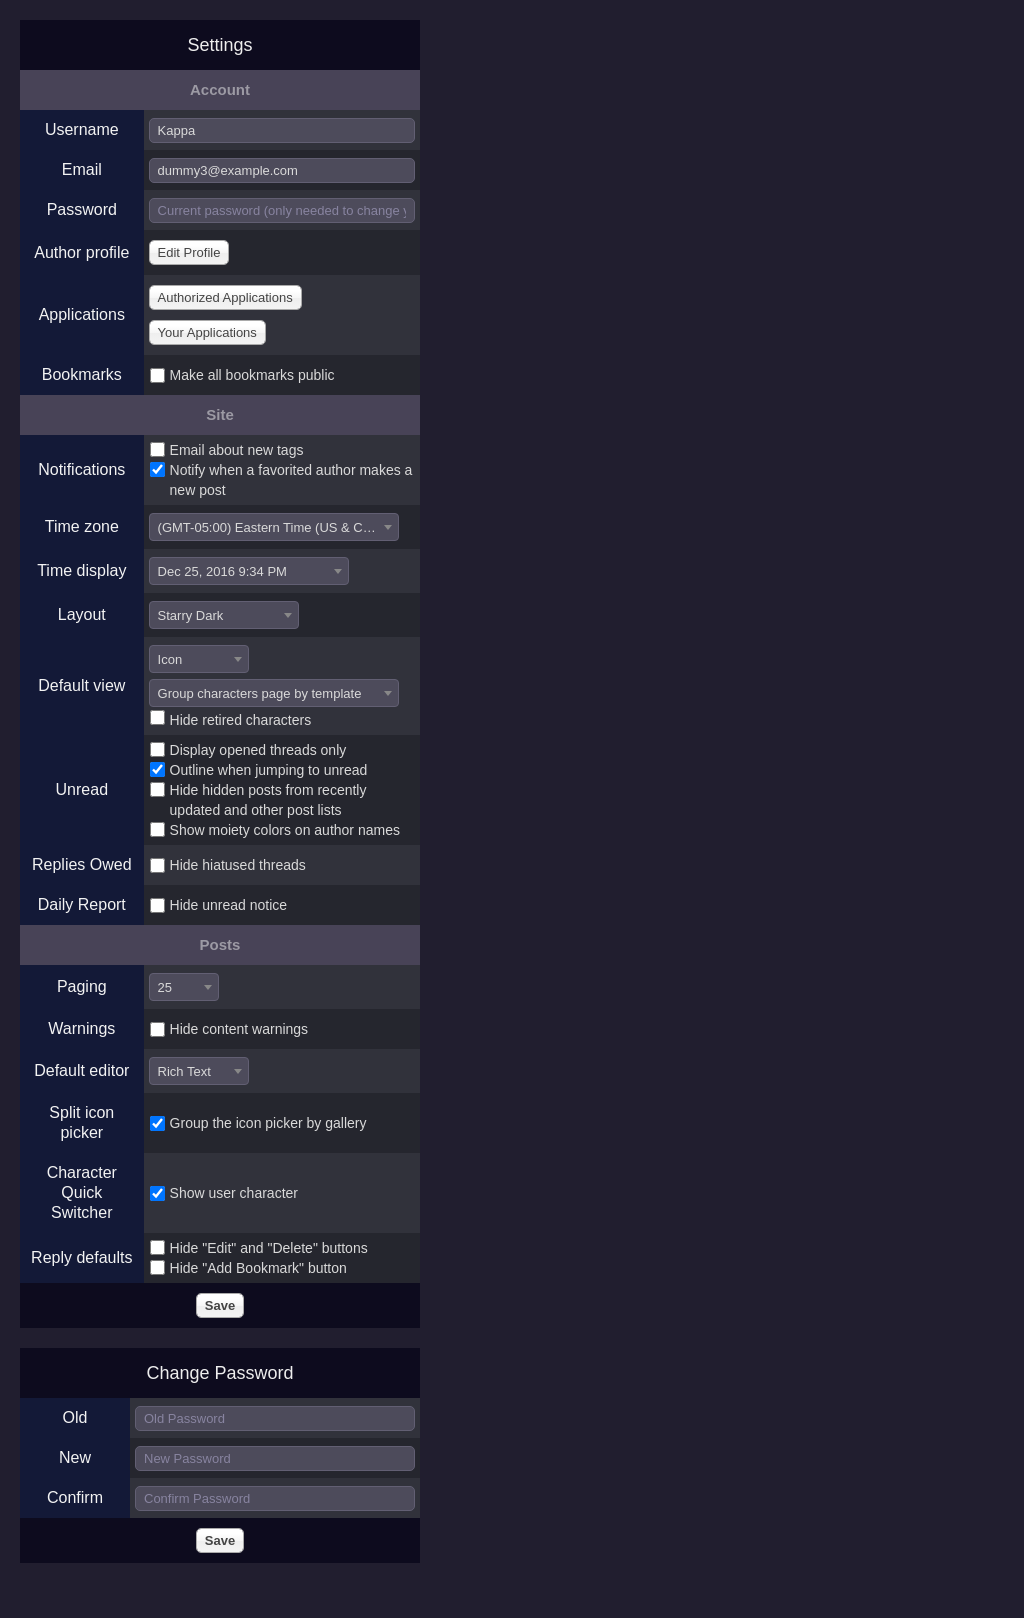 Settings
Account
Username
Kappa
Email
dummy3@example.com
Password
Current password (only needed to change y
Author profile
Edit Profile
Applications
Authorized Applications
Your Applications
Bookmarks
Make all bookmarks public
Site
Notifications
Email about new tags
Notify when a favorited author makes a
new post
Time zone
(GMT-05:00) Eastern Time (US & C…
Time display
Dec 25, 2016 9:34 PM
Layout
Starry Dark
Default view
Icon
Group characters page by template
Hide retired characters
Unread
Display opened threads only
Outline when jumping to unread
Hide hidden posts from recently
updated and other post lists
Show moiety colors on author names
Replies Owed
Hide hiatused threads
Daily Report
Hide unread notice
Posts
Paging
25
Warnings
Hide content warnings
Default editor
Rich Text
Split icon
picker
Group the icon picker by gallery
Character
Quick
Switcher
Show user character
Reply defaults
Hide "Edit" and "Delete" buttons
Hide "Add Bookmark" button
Save
Change Password
Old
Old Password
New
New Password
Confirm
Confirm Password
Save